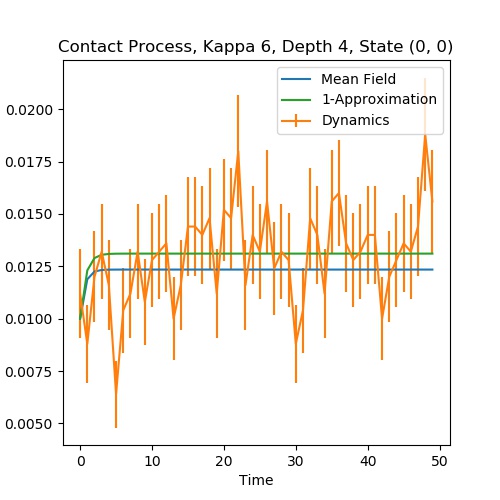 Contact Process, Kappa 6, Depth 4, State (0, 0)
Mean Field
1-Approximation
Dynamics
0.0200
0.0175
0.0150
0.0125
0.0100
0.0075
0.0050
0 10 20 30 40 50
Time